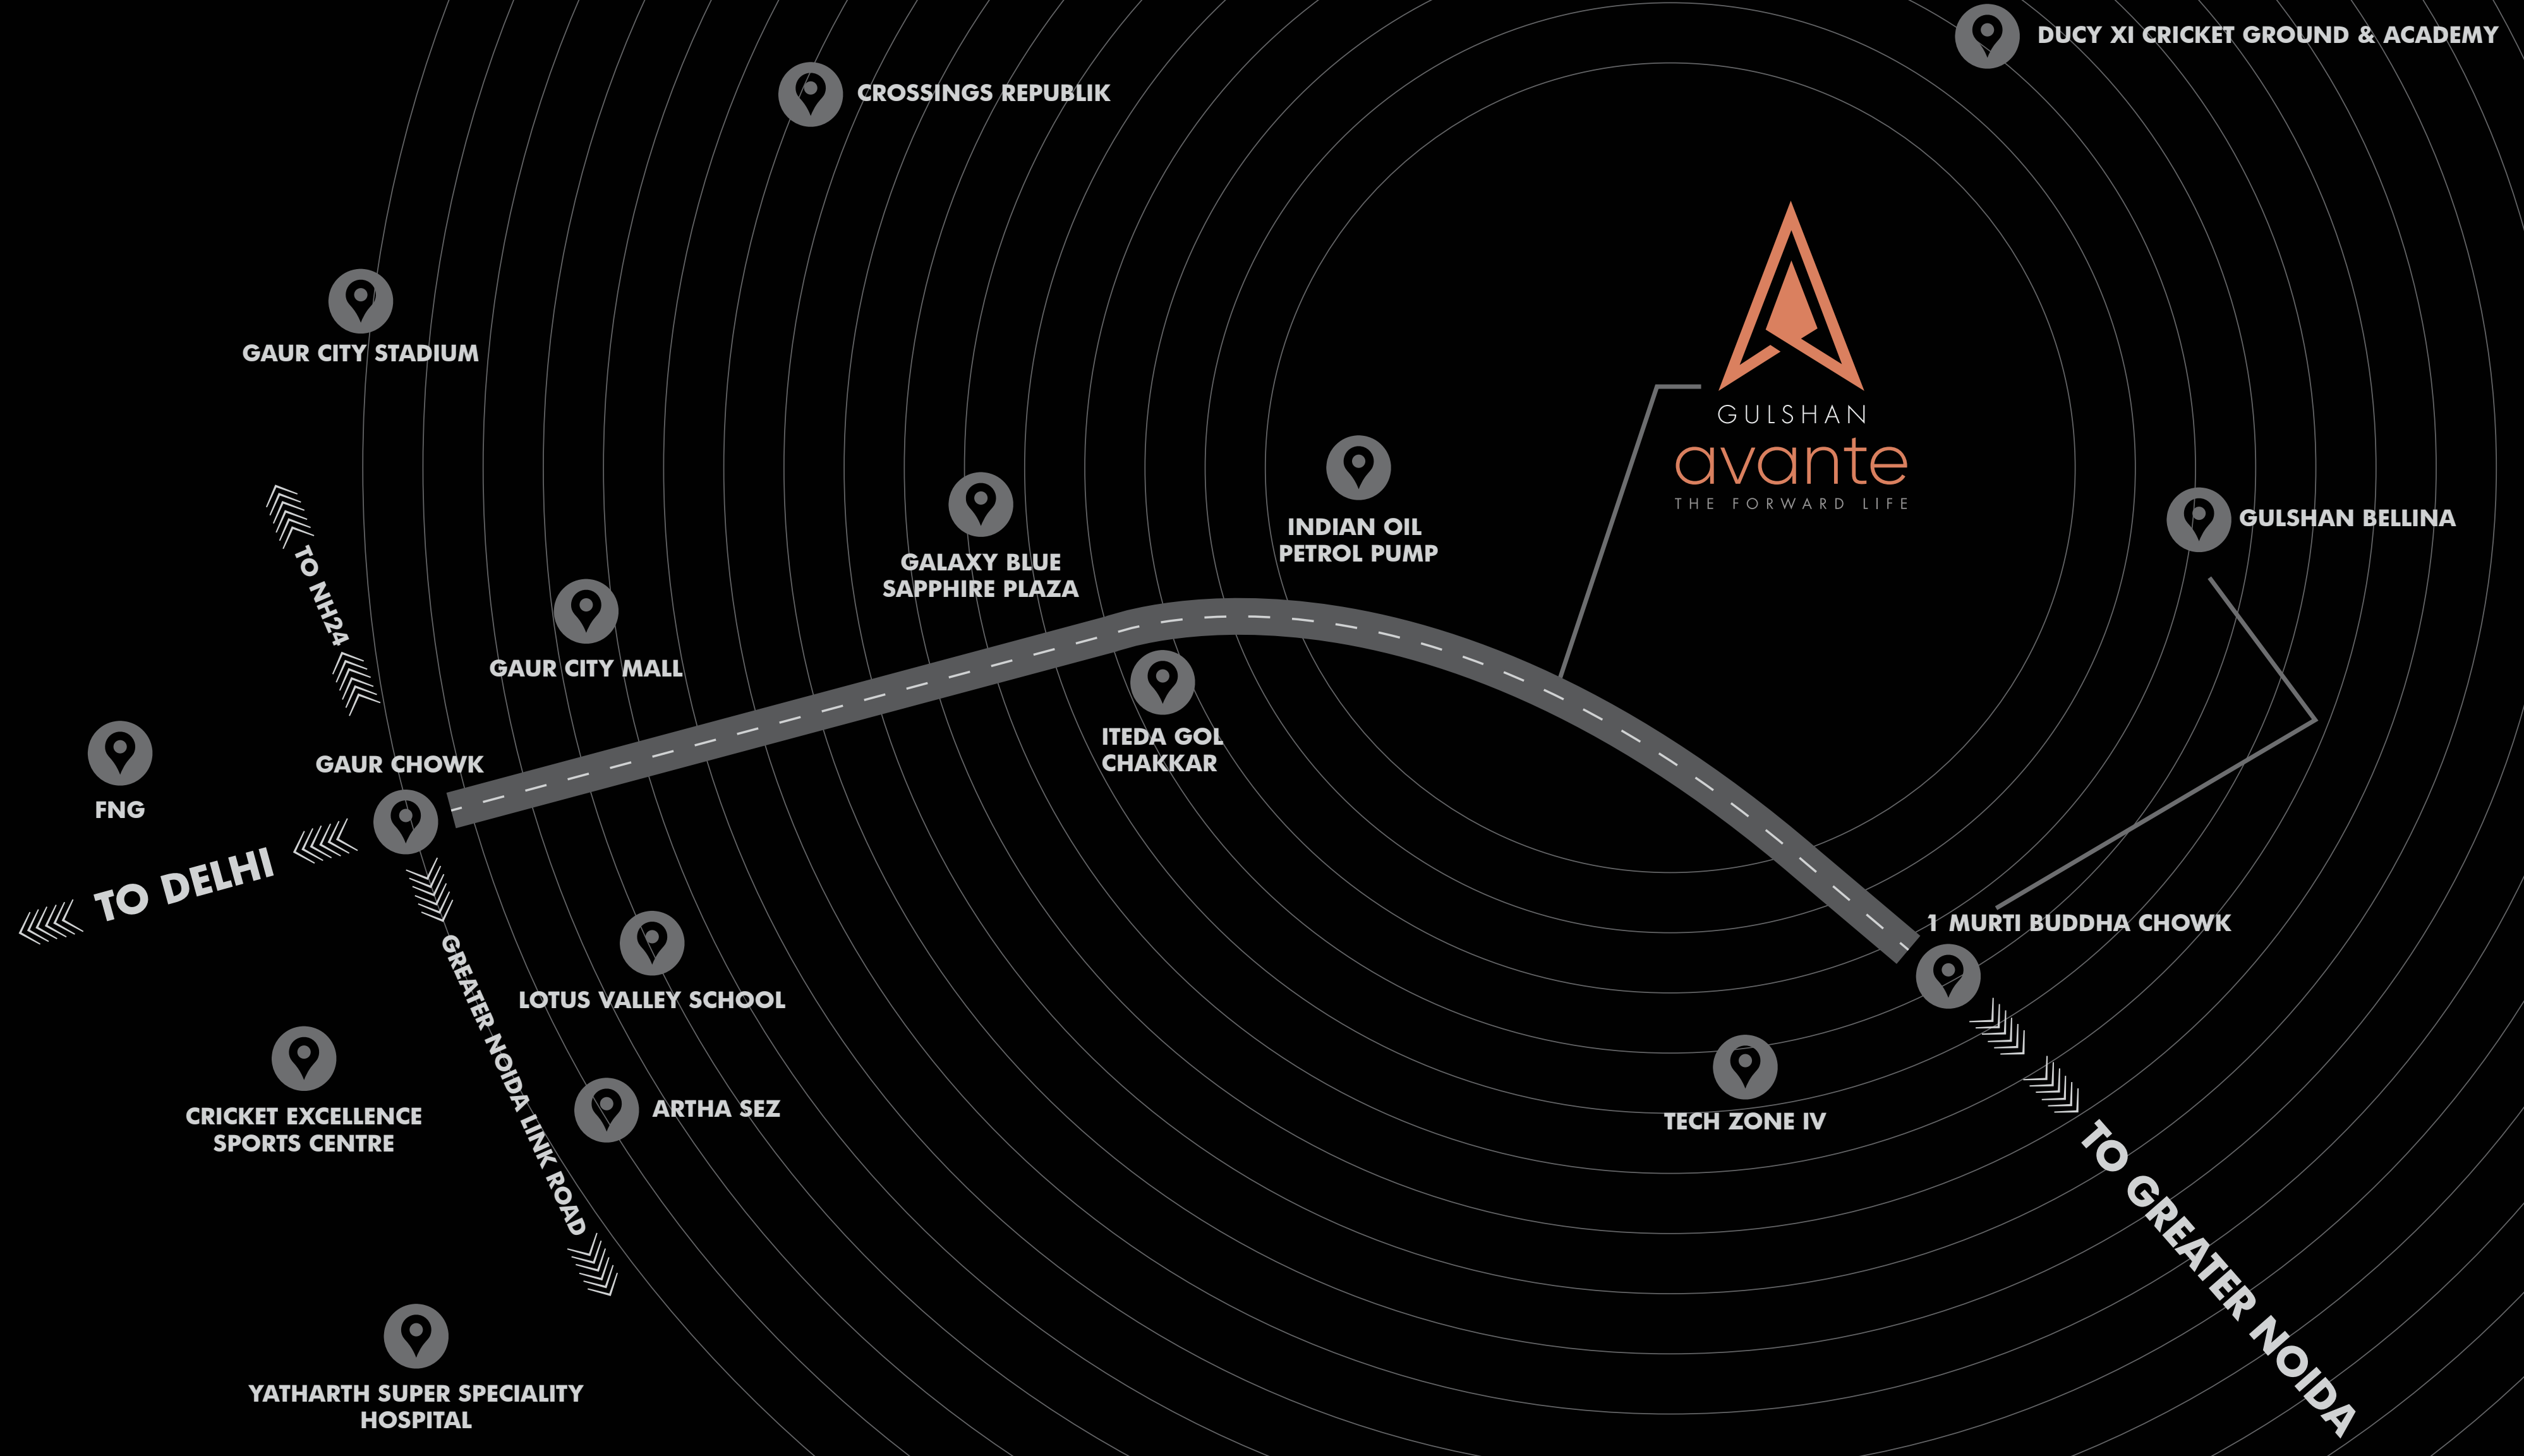 DUCY XI CRICKET GROUND & ACADEMY
CROSSINGS REPUBLIK
GAUR CITY STADIUM
GULSHAN
avante
THE FORWARD LIFE
INDIAN OIL
PETROL PUMP
GULSHAN BELLINA
GALAXY BLUE
SAPPHIRE PLAZA
TO NH24
GAUR CITY MALL
ITEDA GOL
CHAKKAR
GAUR CHOWK
FNG
TO DELHI
1 MURTI BUDDHA CHOWK
LOTUS VALLEY SCHOOL
GREATER NOIDA LINK ROAD
ARTHA SEZ
CRICKET EXCELLENCE
SPORTS CENTRE
TECH ZONE IV
TO GREATER NOIDA
YATHARTH SUPER SPECIALITY
HOSPITAL